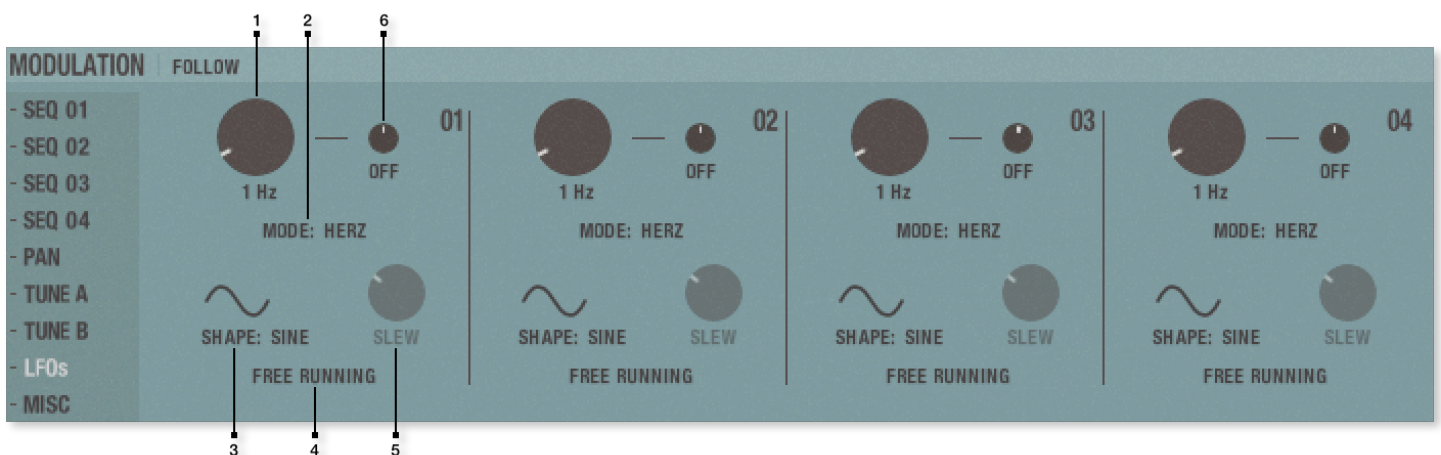 1 2 6
MODULATION FOLLOW
- SEQ 01
- SEQ 02
- SEQ 03
- SEQ 04
- PAN
- TUNE A
- TUNE B
- LFOs
- MISC
01 02 03 04
OFF OFF OFF OFF
1 Hz 1 Hz 1 Hz 1 Hz
MODE: HERZ MODE: HERZ MODE: HERZ MODE: HERZ
SHAPE: SINE SLEW SHAPE: SINE SLEW SHAPE: SINE SLEW SHAPE: SINE SLEW
FREE RUNNING FREE RUNNING FREE RUNNING FREE RUNNING
3 4 5